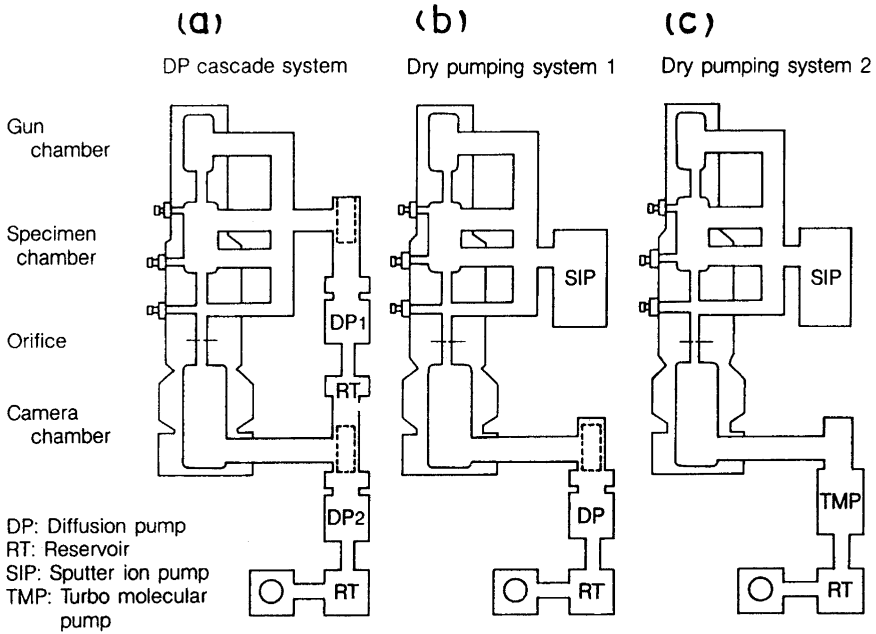 (a) (b) (c)
DP cascade system Dry pumping system 1 Dry pumping system 2
Gun
chamber
Specimen
chamber
SIP SIP
DP1
Orifice
RT
Camera
chamber
DP2 DP TMP
DP: Diffusion pump
RT: Reservoir
SIP: Sputter ion pump
TMP: Turbo molecular
pump
RT RT RT